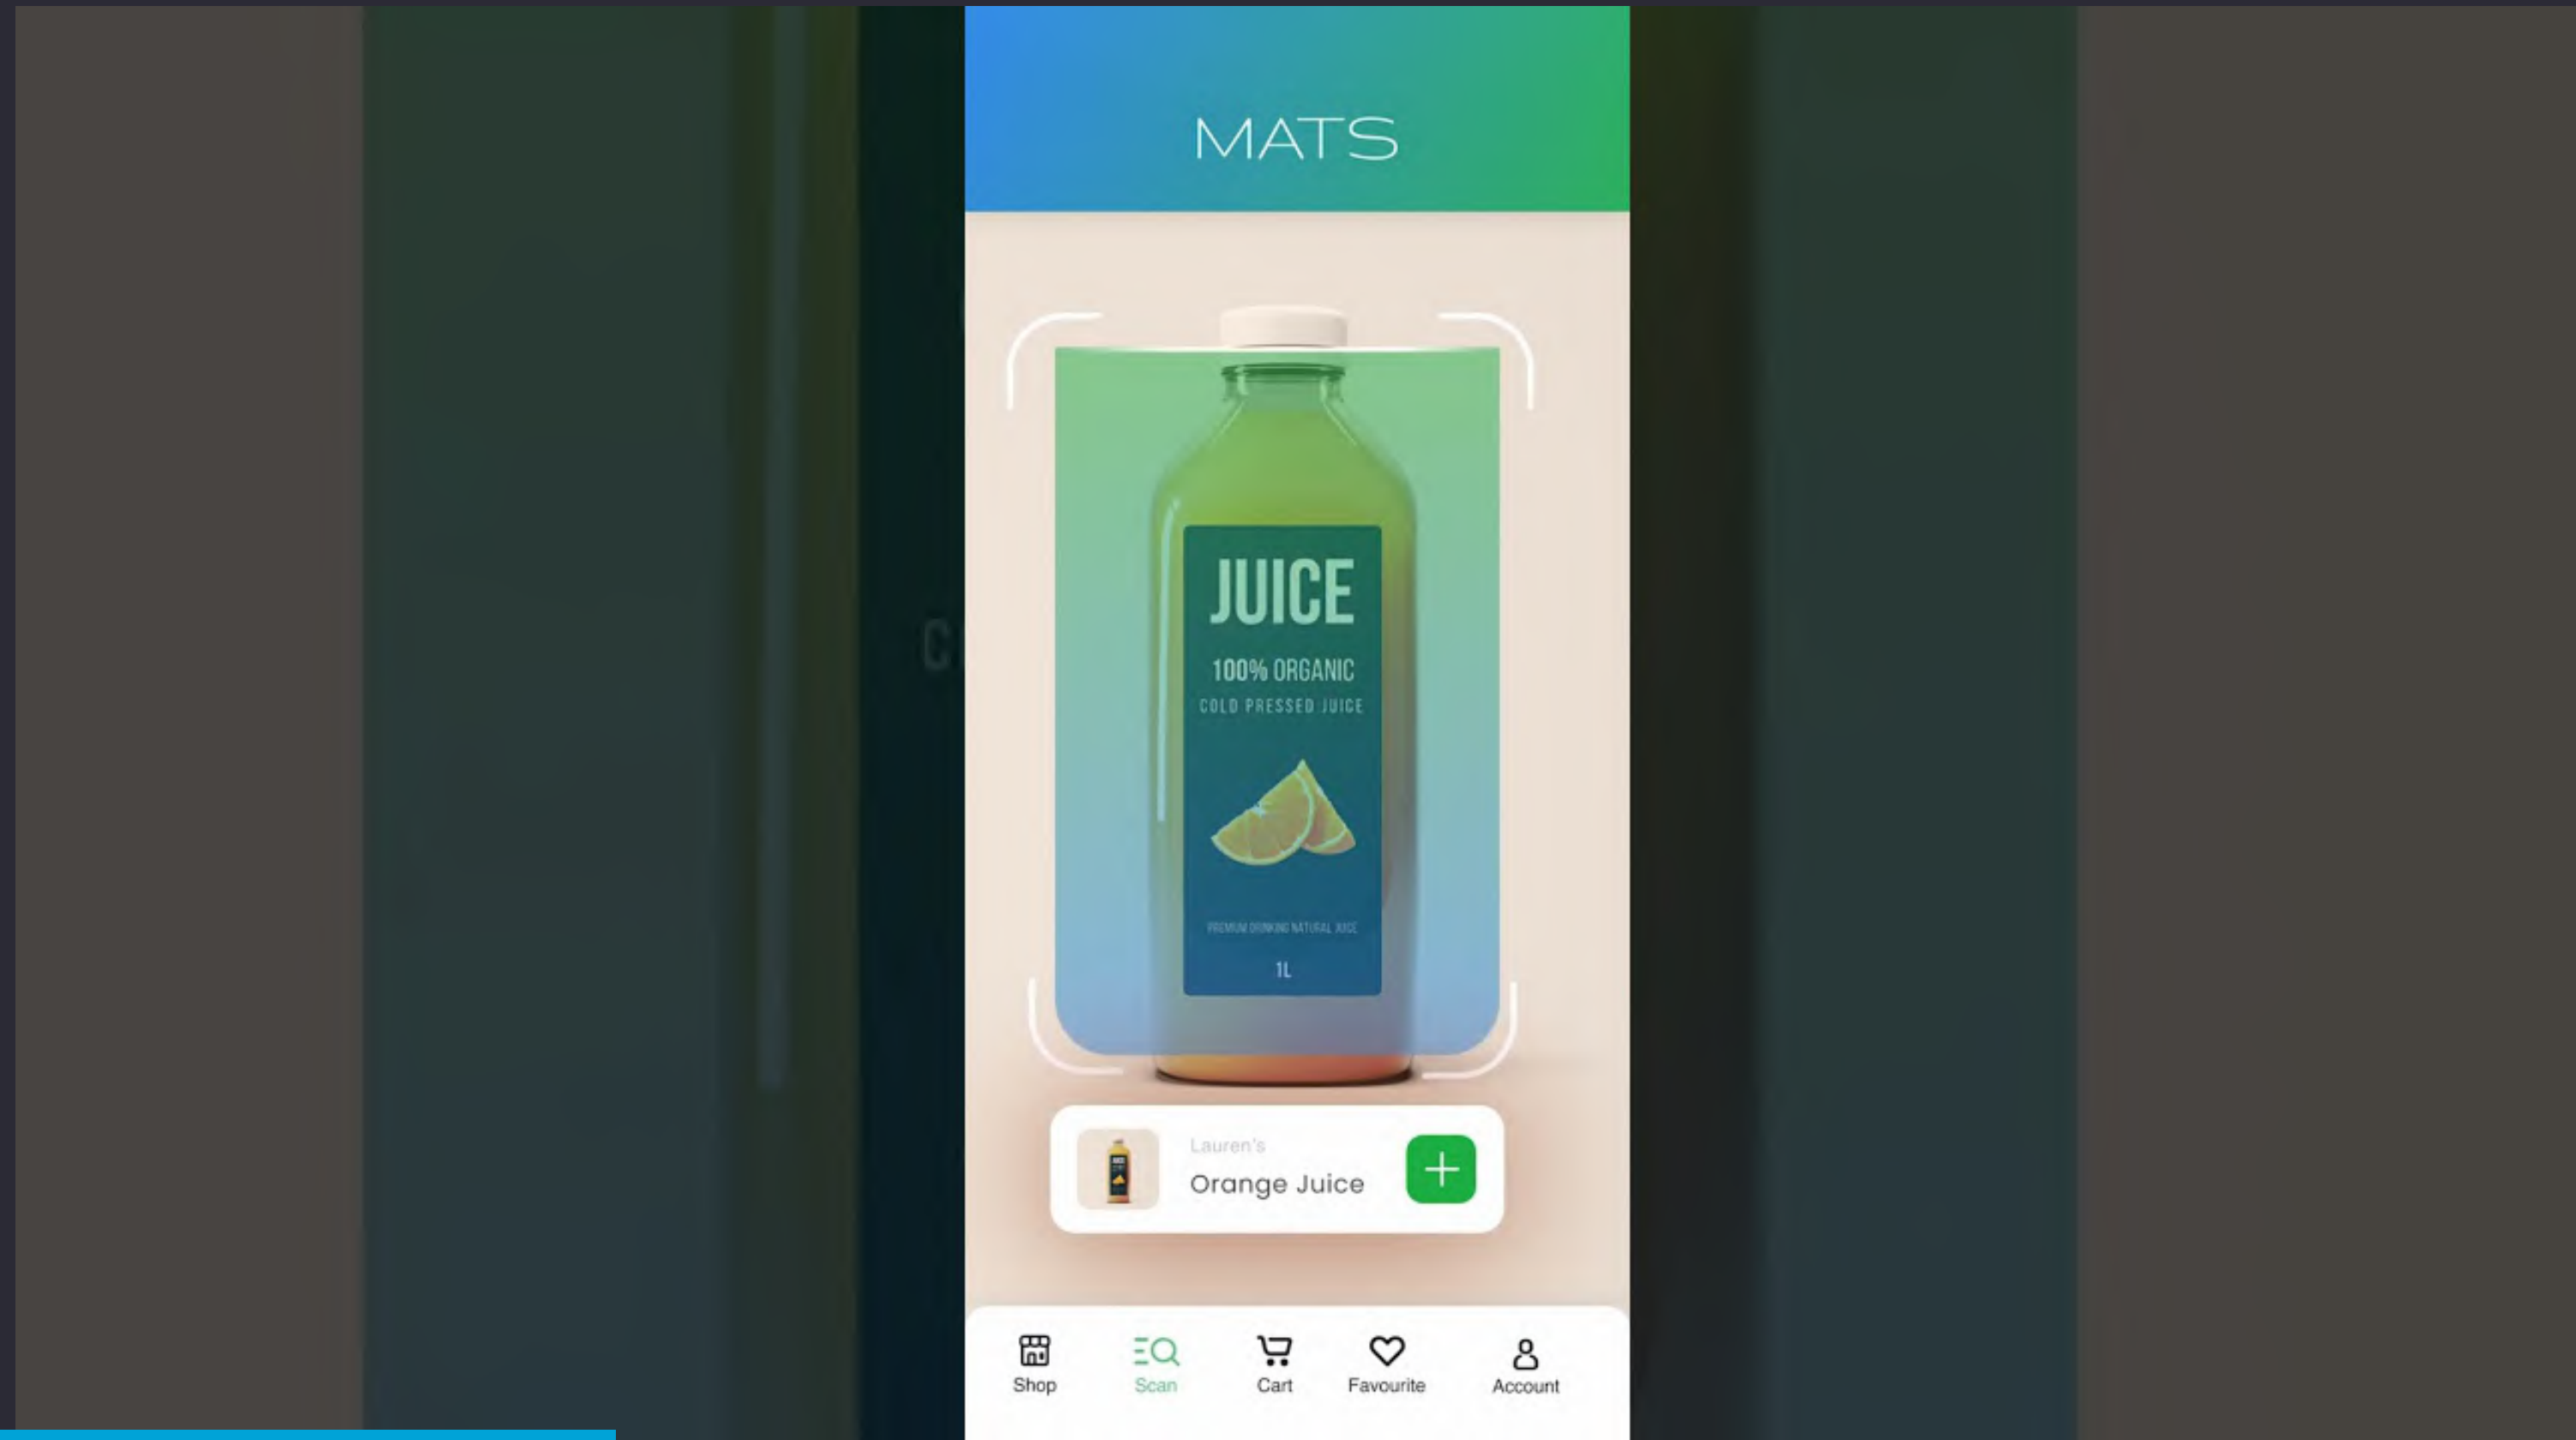 MATS
JUICE
100% ORGANIC
COLD PRESSED JUICE
PREMIUM DRINKING NATURAL JUICE
1L
Lauren's
Orange Juice
Shop
Scan
Cart
Favourite
Account